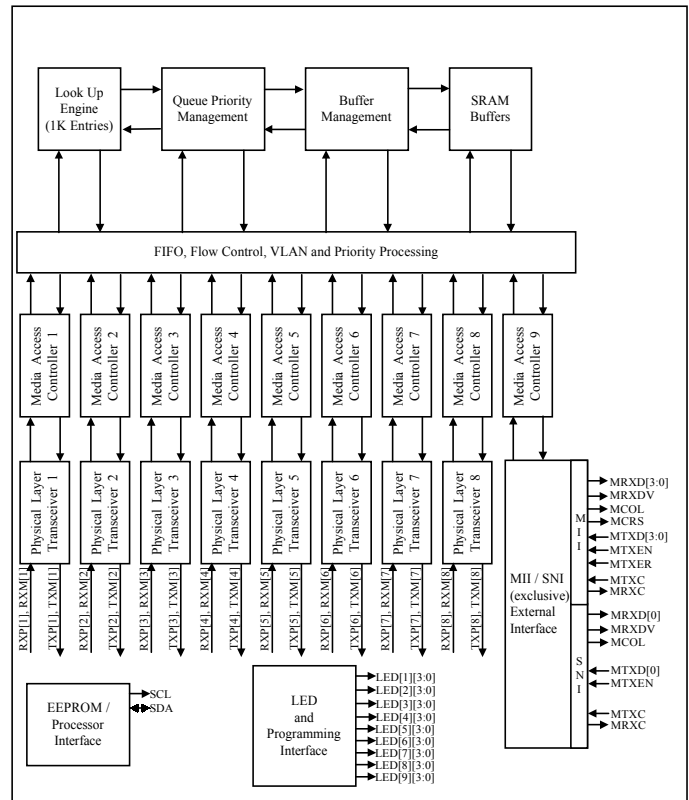 Look Up
Engine
(1K Entries)
Queue Priority
Management
Buffer
Management
SRAM
Buffers
FIFO, Flow Control, VLAN and Priority Processing
Media Access
Controller 1
Media Access
Controller 2
Media Access
Controller 3
Media Access
Controller 4
Media Access
Controller 5
Media Access
Controller 6
Media Access
Controller 7
Media Access
Controller 8
Media Access
Controller 9
Physical Layer
Transceiver 1
Physical Layer
Transceiver 2
Physical Layer
Transceiver 3
Physical Layer
Transceiver 4
Physical Layer
Transceiver 5
Physical Layer
Transceiver 6
Physical Layer
Transceiver 7
Physical Layer
Transceiver 8
RXP[1], RXM[1]
TXP[1], TXM[1]
RXP[2], RXM[2]
TXP[2], TXM[2]
RXP[3], RXM[3]
TXP[3], TXM[3]
RXP[4], RXM[4]
TXP[4], TXM[4]
RXP[5], RXM[5]
TXP[5], TXM[5]
RXP[6], RXM[6]
TXP[6], TXM[6]
RXP[7], RXM[7]
TXP[7], TXM[7]
RXP[8], RXM[8]
TXP[8], TXM[8]
MII / SNI
(exclusive)
External
Interface
MII
MRXD[3:0]
MRXDV
MCOL
MCRS
MTXD[3:0]
MTXEN
MTXER
MTXC
MRXC
SNI
MRXD[0]
MRXDV
MCOL
MTXD[0]
MTXEN
MTXC
MRXC
EEPROM /
Processor
Interface
SCL
SDA
LED
and
Programming
Interface
LED[1][3:0]
LED[2][3:0]
LED[3][3:0]
LED[4][3:0]
LED[5][3:0]
LED[6][3:0]
LED[7][3:0]
LED[8][3:0]
LED[9][3:0]